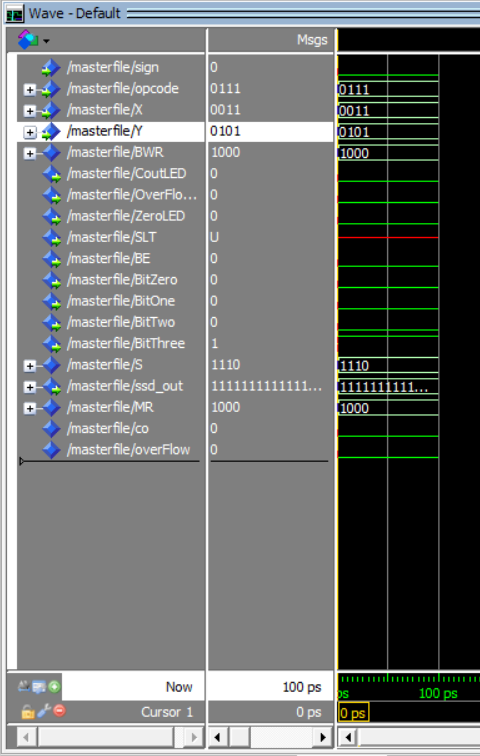 Wave - Default
Msgs
/masterfile/sign 0
/masterfile/opcode 0111 0111
/masterfile/X 0011 0011
/masterfile/Y 0101 0101
/masterfile/BWR 1000 1000
/masterfile/CoutLED 0
/masterfile/OverFlo... 0
/masterfile/ZeroLED 0
/masterfile/SLT U
/masterfile/BE 0
/masterfile/BitZero 0
/masterfile/BitOne 0
/masterfile/BitTwo 0
/masterfile/BitThree 1
/masterfile/S 1110 1110
/masterfile/ssd_out 1111111111111... 1111111111...
/masterfile/MR 1000 1000
/masterfile/co 0
/masterfile/overFlow 0
Now 100 ps ps 100 ps
Cursor 1 0 ps 0 ps